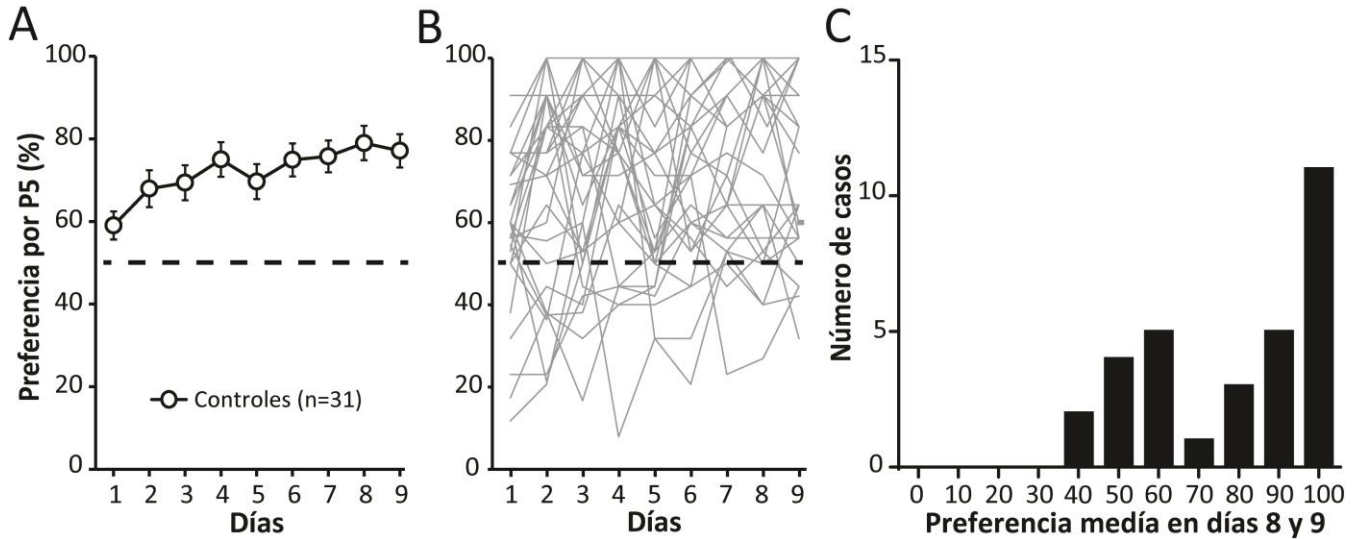 A
Preferencia por P5 (%)
100
80
60
40
20
0
Controles (n=31)
1 2 3 4 5 6 7 8 9
Días
B
100
80
60
40
20
0
1 2 3 4 5 6 7 8 9
Días
C
Número de casos
15
10
5
0
0 10 20 30 40 50 60 70 80 90 100
Preferencia medía en días 8 y 9